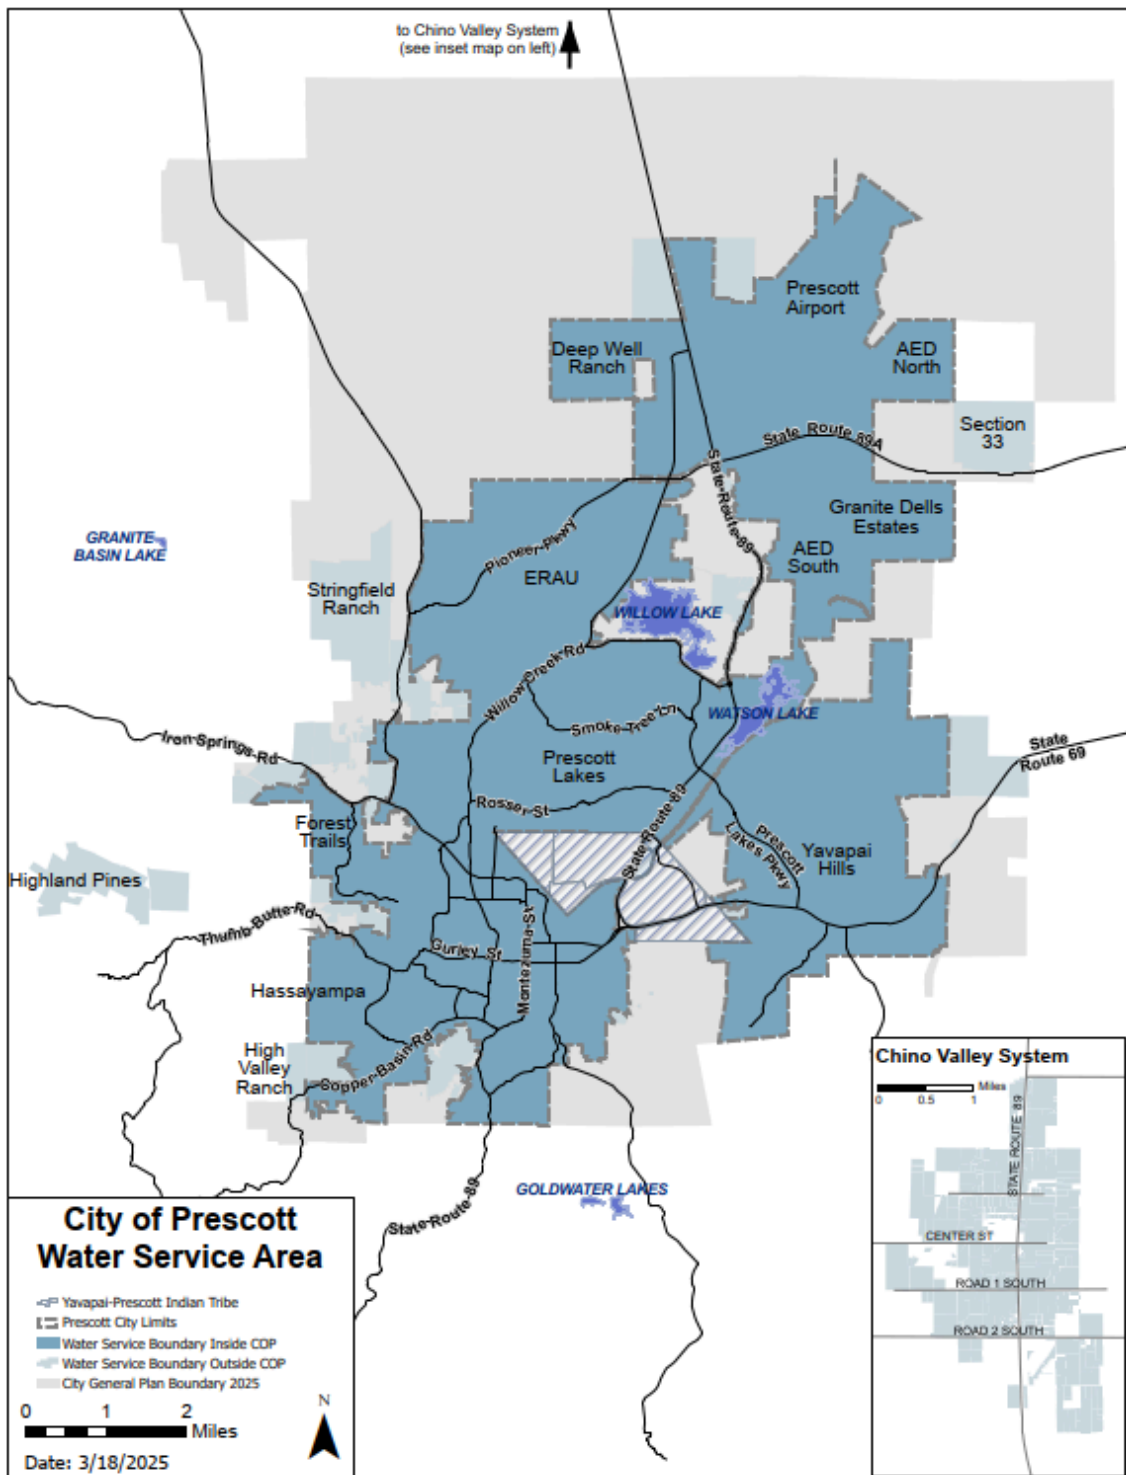 to Chino Valley System
(see inset map on left)
Prescott
Airport
Deep Well
Ranch
AED
North
Section
33
State Route 89A
State Route 89
Granite Dells
Estates
Pioneer Pkwy
GRANITE
BASIN LAKE
AED
South
ERAU
Stringfield
Ranch
WILLOW LAKE
Willow Creek Rd
WATSON LAKE
Smoke Tree Ln
Iron Springs Rd
State
Route 69
Prescott
Lakes
Rosser St
State Route 89
Forest
Trails
Prescott
Lakes Pkwy
Yavapai
Hills
Highland Pines
Thumb Butte Rd
Montezuma St
Gurley St
Hassayampa
High
Valley
Ranch
Copper Basin Rd
GOLDWATER LAKES
State Route 89
Chino Valley System
Miles
0 0.5 1
STATE ROUTE 89
CENTER ST
ROAD 1 SOUTH
ROAD 2 SOUTH
City of Prescott
Water Service Area
Yavapai-Prescott Indian Tribe
Prescott City Limits
Water Service Boundary Inside COP
Water Service Boundary Outside COP
City General Plan Boundary 2025
0 1 2
Miles
N
Date: 3/18/2025